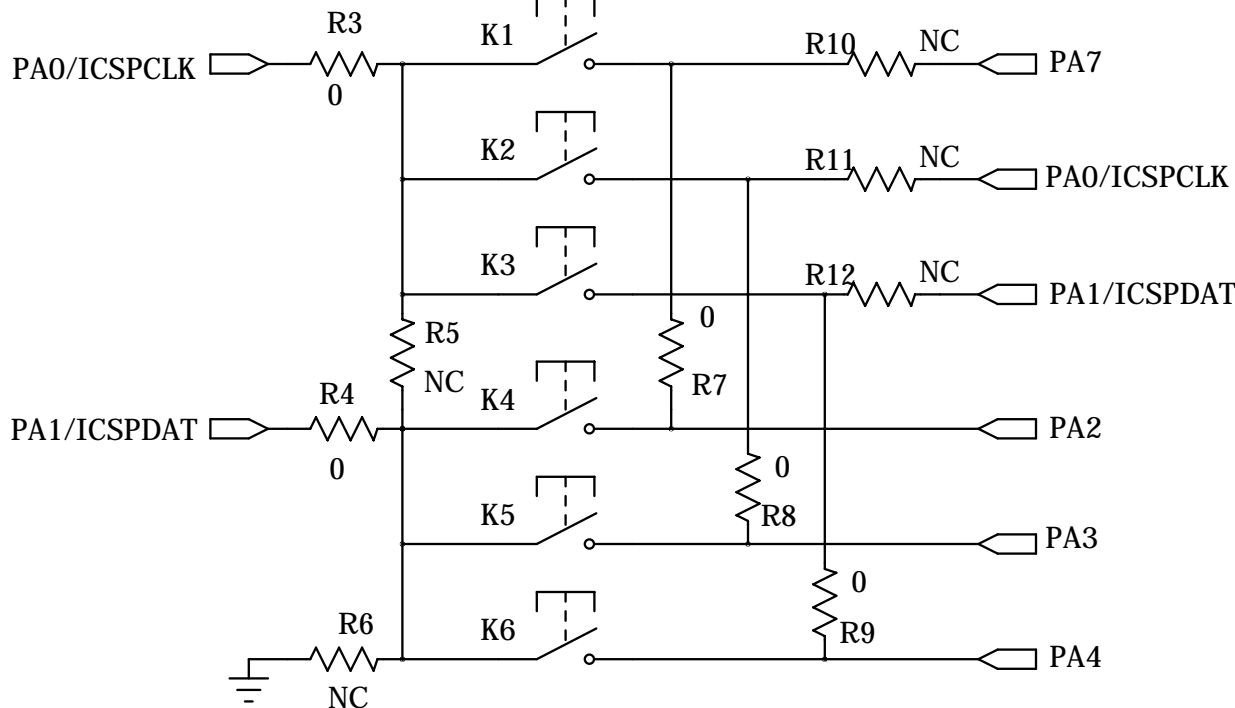 R3
K1
R10
NC
PA0/ICSPCLK
PA7
0
K2
R11
NC
PA0/ICSPCLK
K3
R12
NC
PA1/ICSPDAT
R5
NC
0
R7
R4
K4
PA1/ICSPDAT
PA2
0
0
R8
K5
PA3
0
R9
R6
K6
PA4
NC